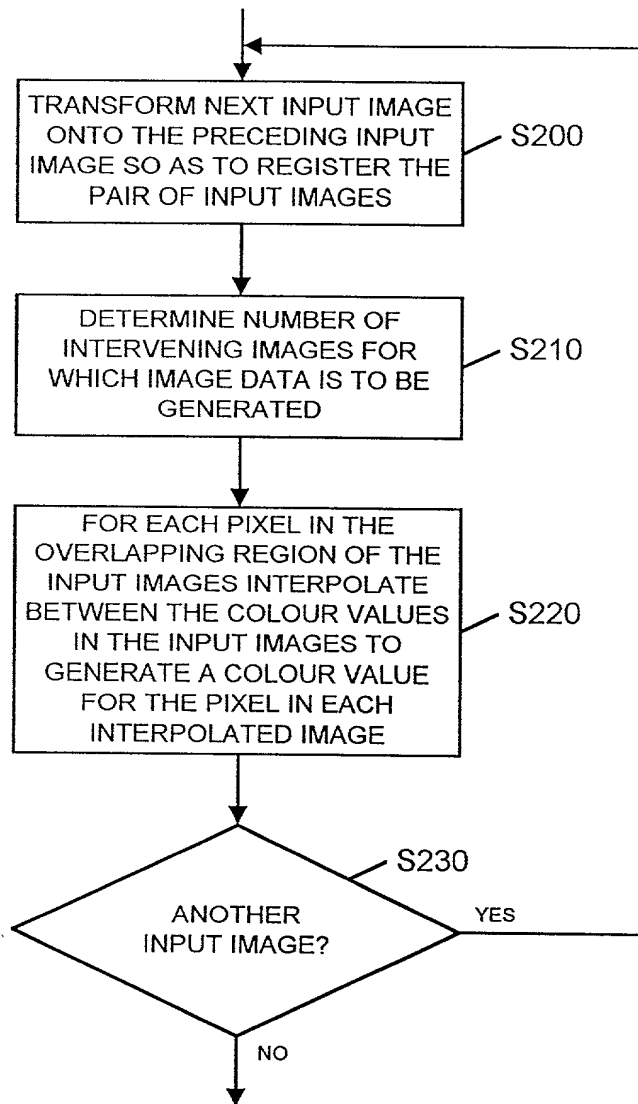 TRANSFORM NEXT INPUT IMAGE
ONTO THE PRECEDING INPUT
IMAGE SO AS TO REGISTER THE
PAIR OF INPUT IMAGES
S200
DETERMINE NUMBER OF
INTERVENING IMAGES FOR
WHICH IMAGE DATA IS TO BE
GENERATED
S210
FOR EACH PIXEL IN THE
OVERLAPPING REGION OF THE
INPUT IMAGES INTERPOLATE
BETWEEN THE COLOUR VALUES
IN THE INPUT IMAGES TO
GENERATE A COLOUR VALUE
FOR THE PIXEL IN EACH
INTERPOLATED IMAGE
S220
S230
ANOTHER
INPUT IMAGE?
YES
NO